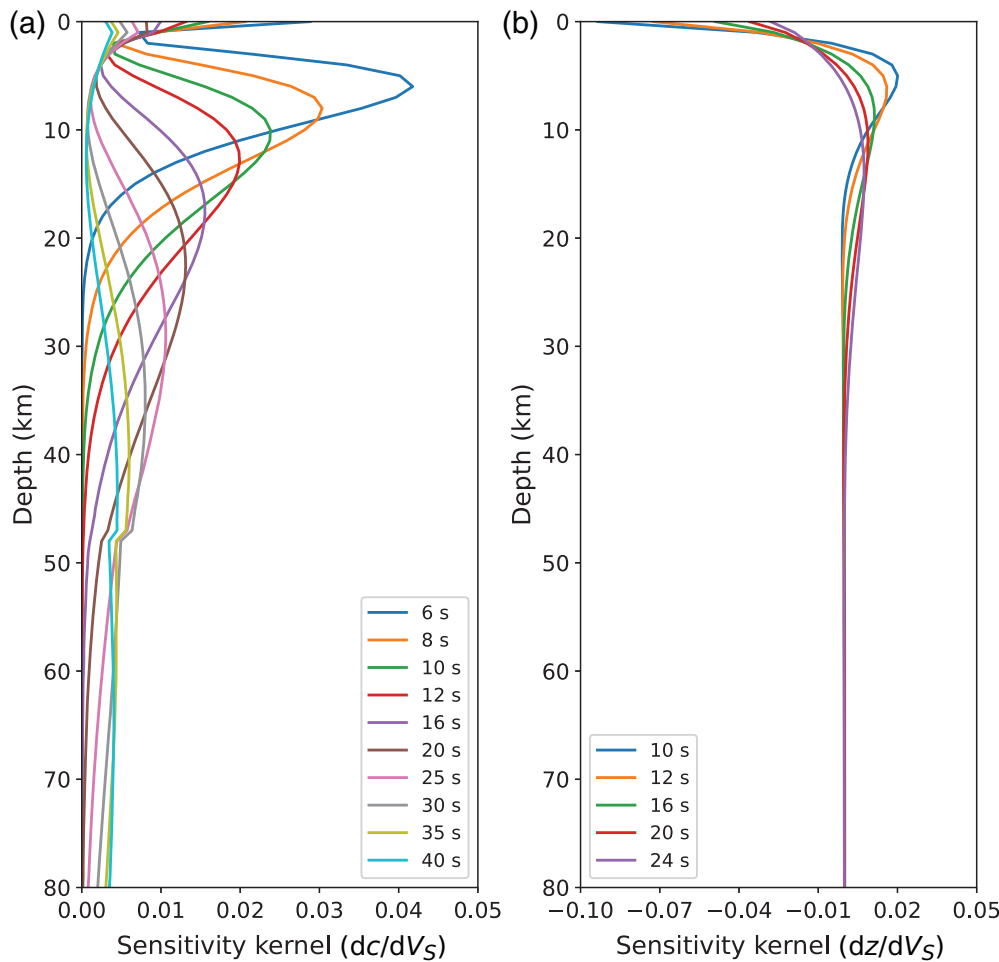 (a)
0
10
20
30
40
50
60
70
80
Depth (km)
6 s
8 s
10 s
12 s
16 s
20 s
25 s
30 s
35 s
40 s
0.00
0.01
0.02
0.03
0.04
0.05
Sensitivity kernel (dc/dV_S)
(b)
0
10
20
30
40
50
60
70
80
Depth (km)
10 s
12 s
16 s
20 s
24 s
−0.10
−0.07
−0.04
−0.01
0.02
0.05
Sensitivity kernel (dz/dV_S)